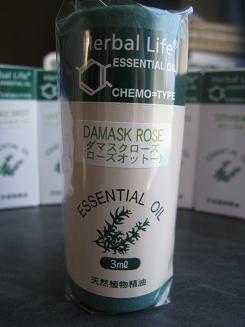 Herbal Life®
ESSENTIAL OIL
CHEMO=TYPE
DAMASK ROSE
ダマスクローズ
(ローズオットー)
ESSENTIAL OIL
3mℓ
天然植物精油